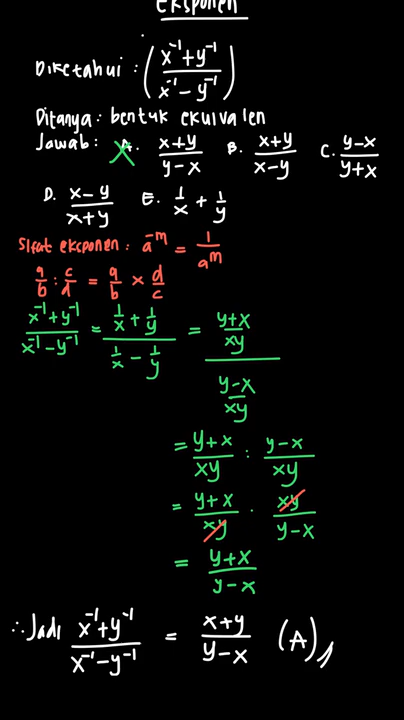 Eksponen
Diketahui : (x⁻¹+y⁻¹ / x⁻¹-y⁻¹)
Ditanya : bentuk ekuivalen
Jawab : A. x+y / y-x B. x+y / x-y C. y-x / y+x
D. x-y / x+y E. 1/x + 1/y
Sifat eksponen : a⁻ᵐ = 1/aᵐ
a/b : c/d = a/b × d/c
x⁻¹+y⁻¹ / x⁻¹-y⁻¹ = (1/x + 1/y) / (1/x - 1/y) = (y+x / xy) / (y-x / xy)
= y+x / xy : y-x / xy
= y+x / xy · xy / y-x
= y+x / y-x
∴ Jadi x⁻¹+y⁻¹ / x⁻¹-y⁻¹ = x+y / y-x (A)